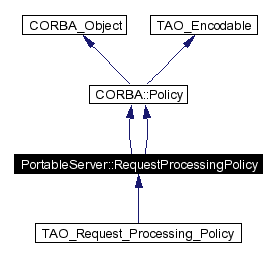 CORBA_Object
TAO_Encodable
CORBA::Policy
PortableServer::RequestProcessingPolicy
TAO_Request_Processing_Policy